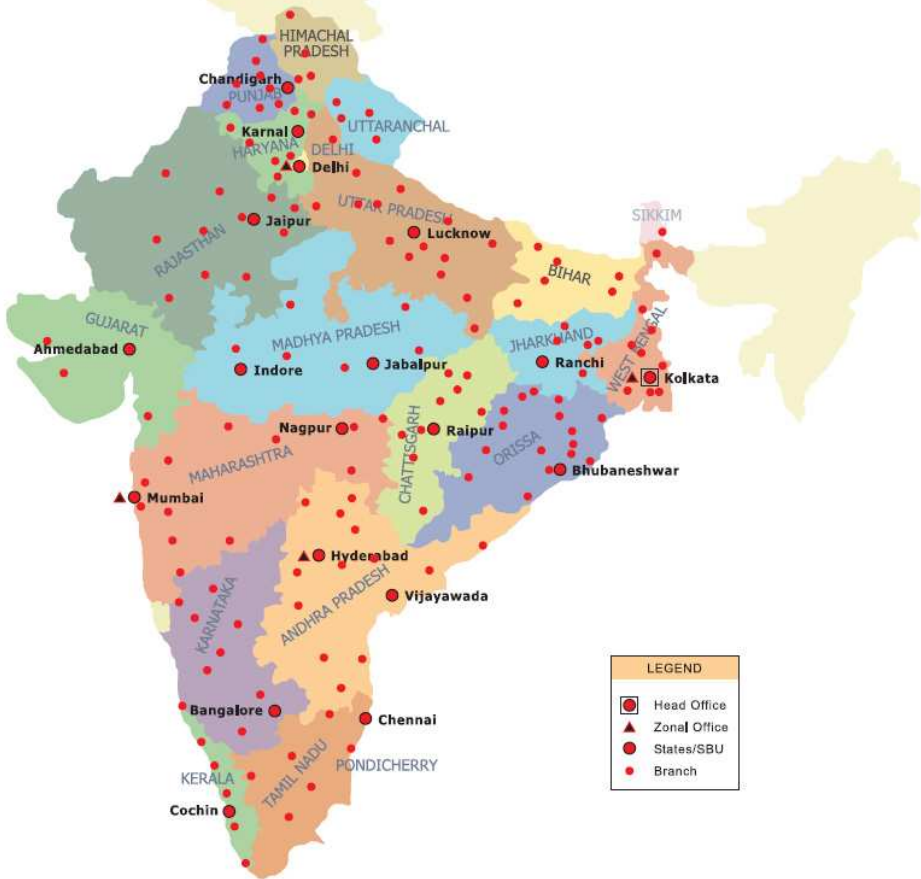 HIMACHAL
PRADESH
Chandigarh
PUNJAB
UTTARANCHAL
Karnal
HARYANA
DELHI
Delhi
UTTAR PRADESH
SIKKIM
Jaipur
Lucknow
RAJASTHAN
BIHAR
GUJARAT
MADHYA PRADESH
JHARKHAND
WEST BENGAL
Ahmedabad
Indore
Jabalpur
Ranchi
Kolkata
Nagpur
Raipur
CHATTISGARH
ORISSA
MAHARASHTRA
Bhubaneshwar
Mumbai
Hyderabad
KARNATAKA
ANDHRA PRADESH
Vijayawada
LEGEND
Head Office
Zonal Office
States/SBU
Branch
Bangalore
Chennai
KERALA
TAMIL NADU
PONDICHERRY
Cochin